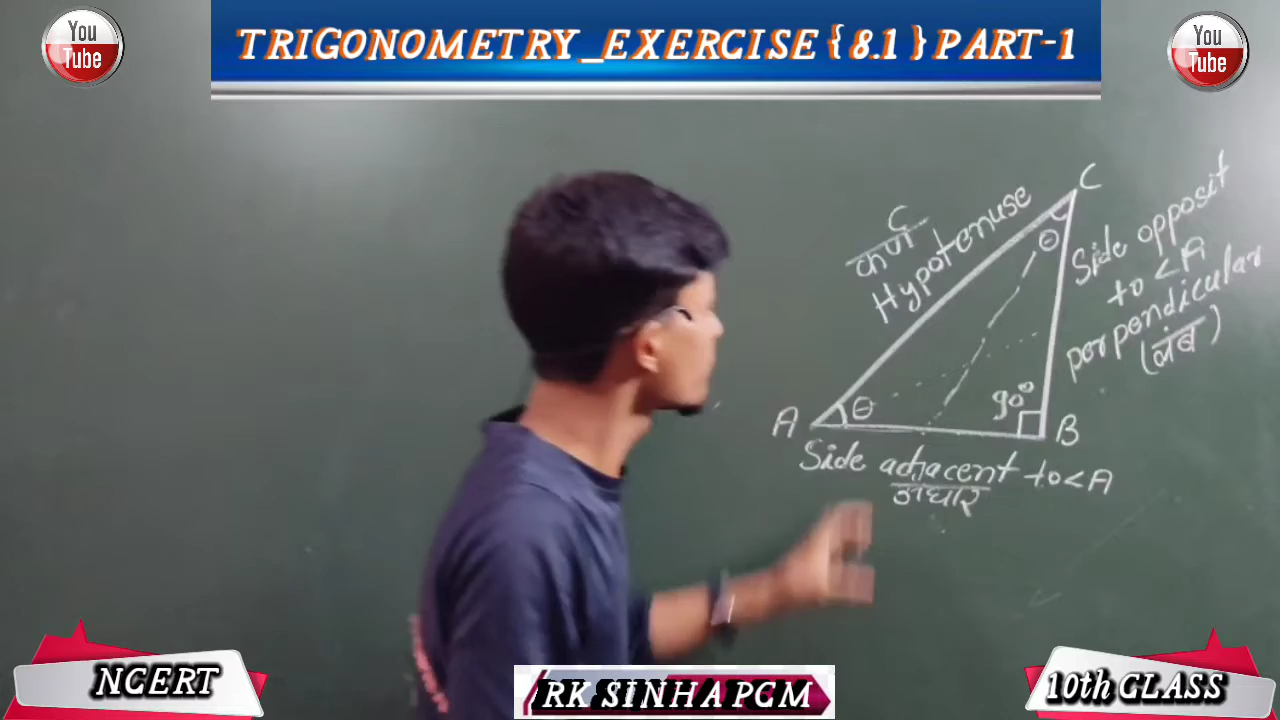 You
Tube
TRIGONOMETRY_EXERCISE {8.1} PART-1
You
Tube
C
कर्ण
Hypotenuse
θ
Side opposit
to <A
perpendicular
(लंब)
A
θ
90°
B
Side adjacent to <A
आधार
NCERT
RK SINHA PCM
10th CLASS